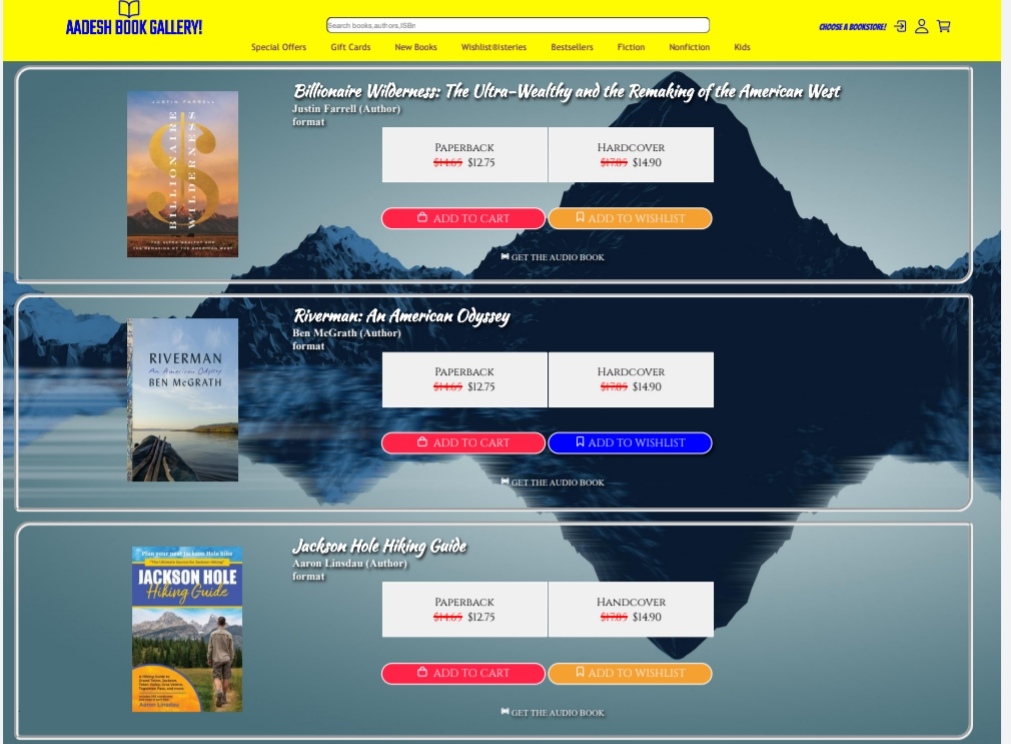 AADESH BOOK GALLERY!
Search books,authors,ISBn
CHOOSE A BOOKSTORE!
Special Offers Gift Cards New Books Wishlist®isteries Bestsellers Fiction Nonfiction Kids
JUSTIN FARRELL
BILLIONAIRE
WILDERNESS
THE ULTRA-WEALTHY AND
THE REMAKING OF THE AMERICAN WEST
Billionaire Wilderness: The Ultra-Wealthy and the Remaking of the American West
Justin Farrell (Author)
format
PAPERBACK HARDCOVER
$14.65 $12.75 $17.85 $14.90
ADD TO CART ADD TO WISHLIST
GET THE AUDIO BOOK
RIVERMAN
An American Odyssey
BEN McGRATH
Riverman: An American Odyssey
Ben McGrath (Author)
format
PAPERBACK HARDCOVER
$14.65 $12.75 $17.85 $14.90
ADD TO CART ADD TO WISHLIST
GET THE AUDIO BOOK
Plan your next Jackson Hole hike
JACKSON HOLE
Hiking Guide
Aaron Linsdau
Jackson Hole Hiking Guide
Aaron Linsdau (Author)
format
PAPERBACK HANDCOVER
$14.65 $12.75 $17.85 $14.90
ADD TO CART ADD TO WISHLIST
GET THE AUDIO BOOK